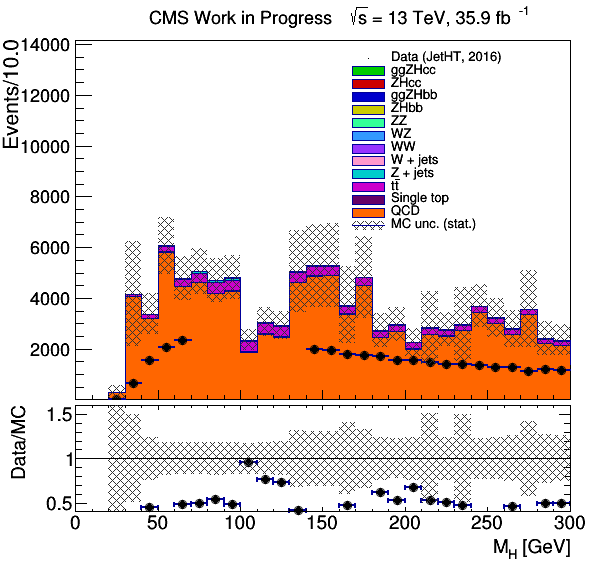 CMS Work in Progress √s = 13 TeV, 35.9 fb⁻¹
Events/10.0
14000
12000
10000
8000
6000
4000
2000
Data (JetHT, 2016)
ggZHcc
ZHcc
ggZHbb
ZHbb
ZZ
WZ
WW
W + jets
Z + jets
tt̄
Single top
QCD
MC unc. (stat.)
Data/MC
1.5
1
0.5
0 50 100 150 200 250 300
M_H [GeV]